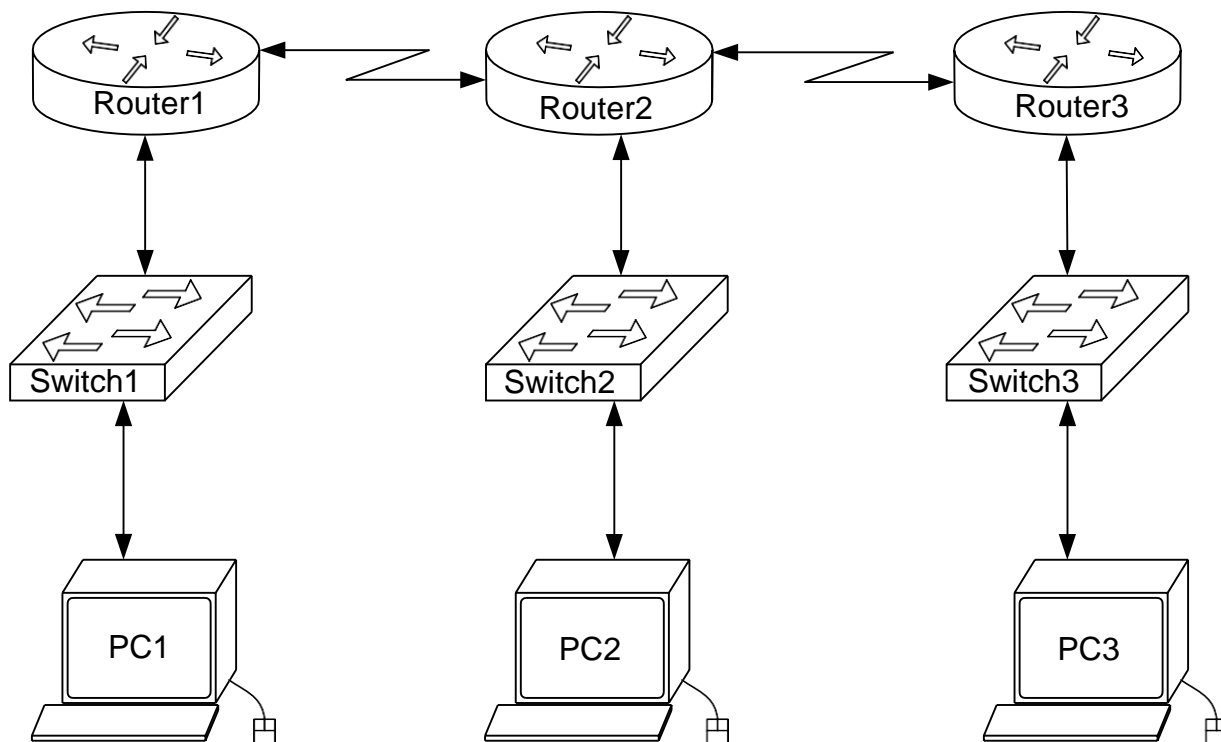 Router1
Router2
Router3
Switch1
Switch2
Switch3
PC1
PC2
PC3